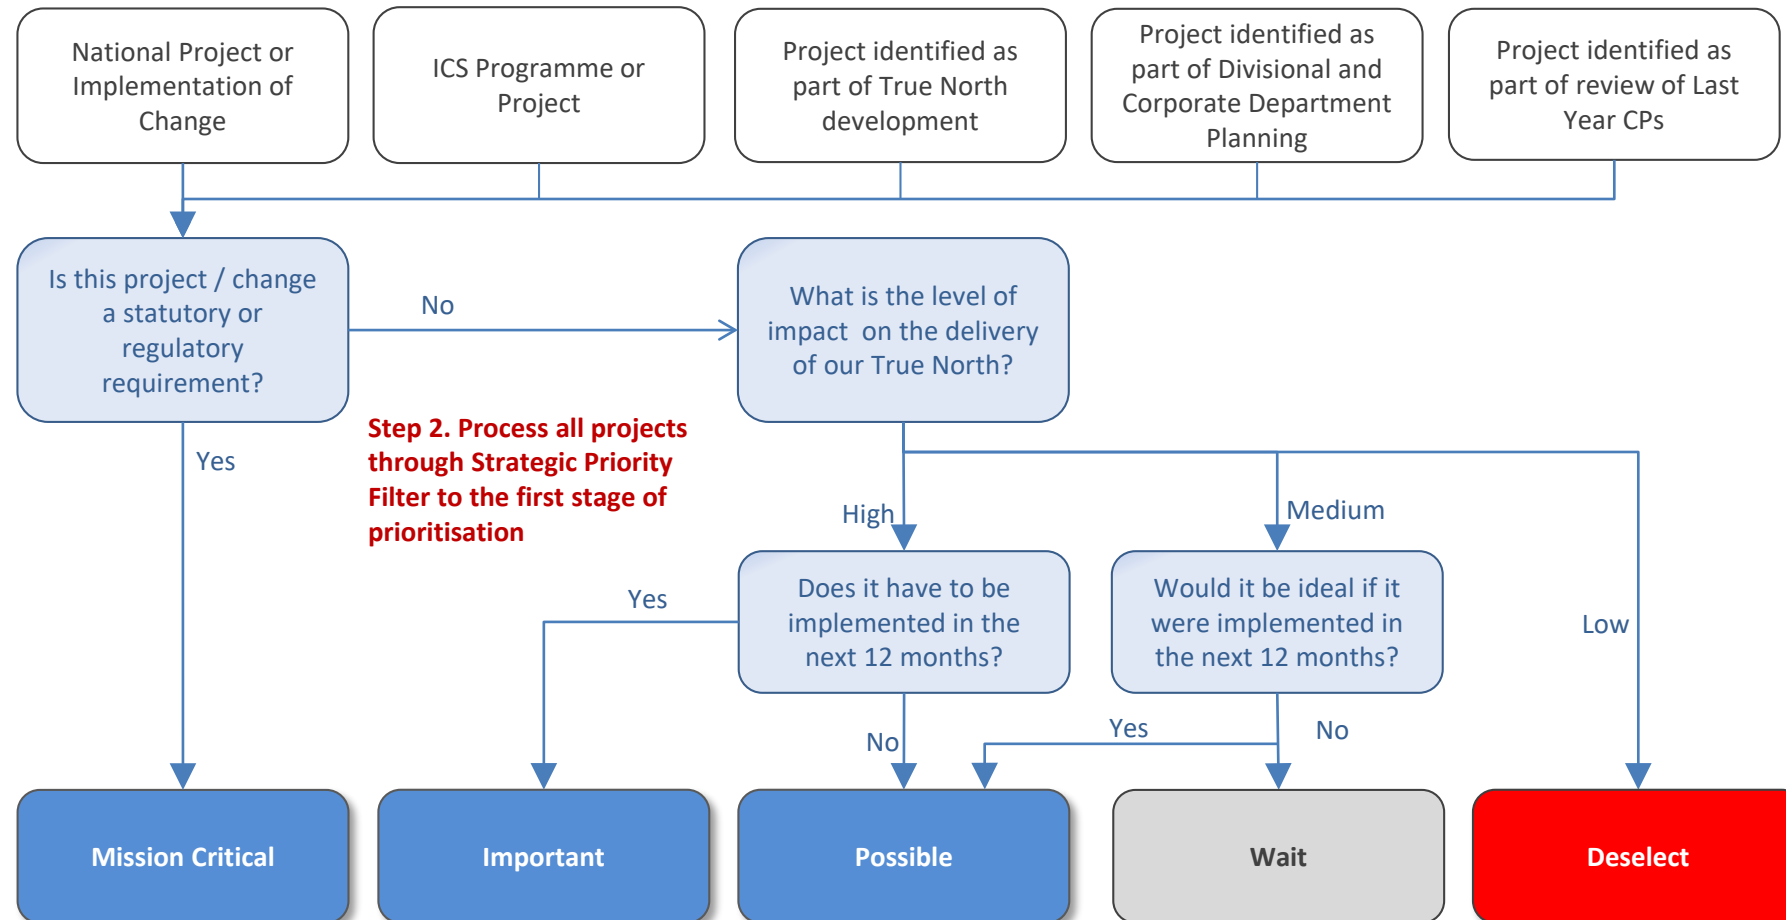 National Project or
Implementation of
Change
ICS Programme or
Project
Project identified as
part of True North
development
Project identified as
part of Divisional and
Corporate Department
Planning
Project identified as
part of review of Last
Year CPs
Is this project / change
a statutory or
regulatory
requirement?
No
What is the level of
impact  on the delivery
of our True North?
Yes
Step 2. Process all projects
through Strategic Priority
Filter to the first stage of
prioritisation
High
Medium
Low
Yes
Does it have to be
implemented in the
next 12 months?
Would it be ideal if it
were implemented in
the next 12 months?
No
Yes
No
Mission Critical
Important
Possible
Wait
Deselect